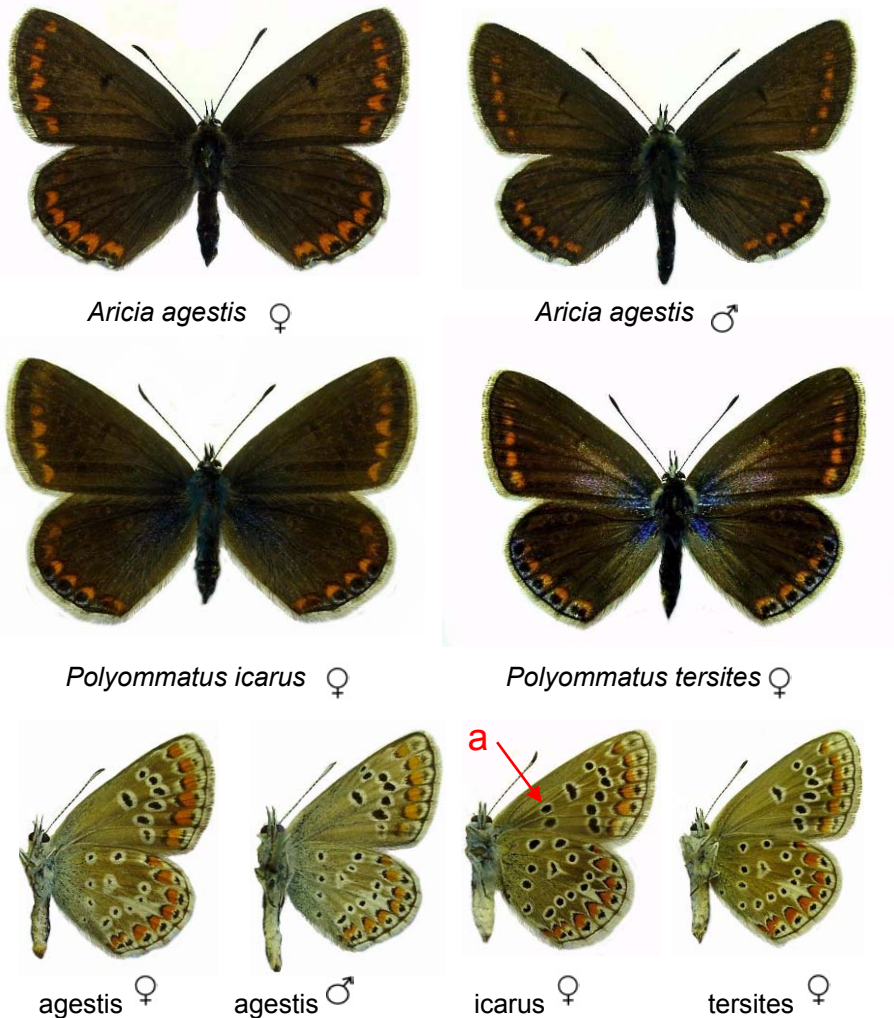 Aricia agestis ♀
Aricia agestis ♂
Polyommatus icarus ♀
Polyommatus tersites ♀
a
agestis ♀
agestis ♂
icarus ♀
tersites ♀